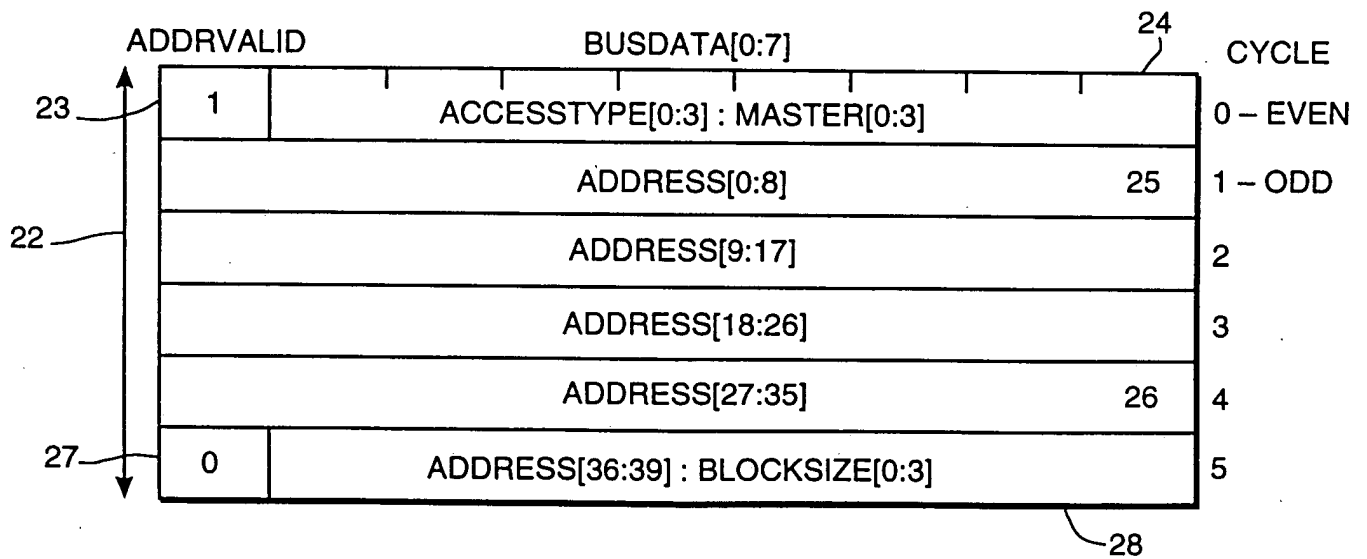 24
ADDRVALID BUSDATA[0:7] CYCLE
23 1 ACCESSTYPE[0:3] : MASTER[0:3] 0 – EVEN
ADDRESS[0:8] 25 1 – ODD
22 ADDRESS[9:17] 2
ADDRESS[18:26] 3
ADDRESS[27:35] 26 4
27 0 ADDRESS[36:39] : BLOCKSIZE[0:3] 5
28